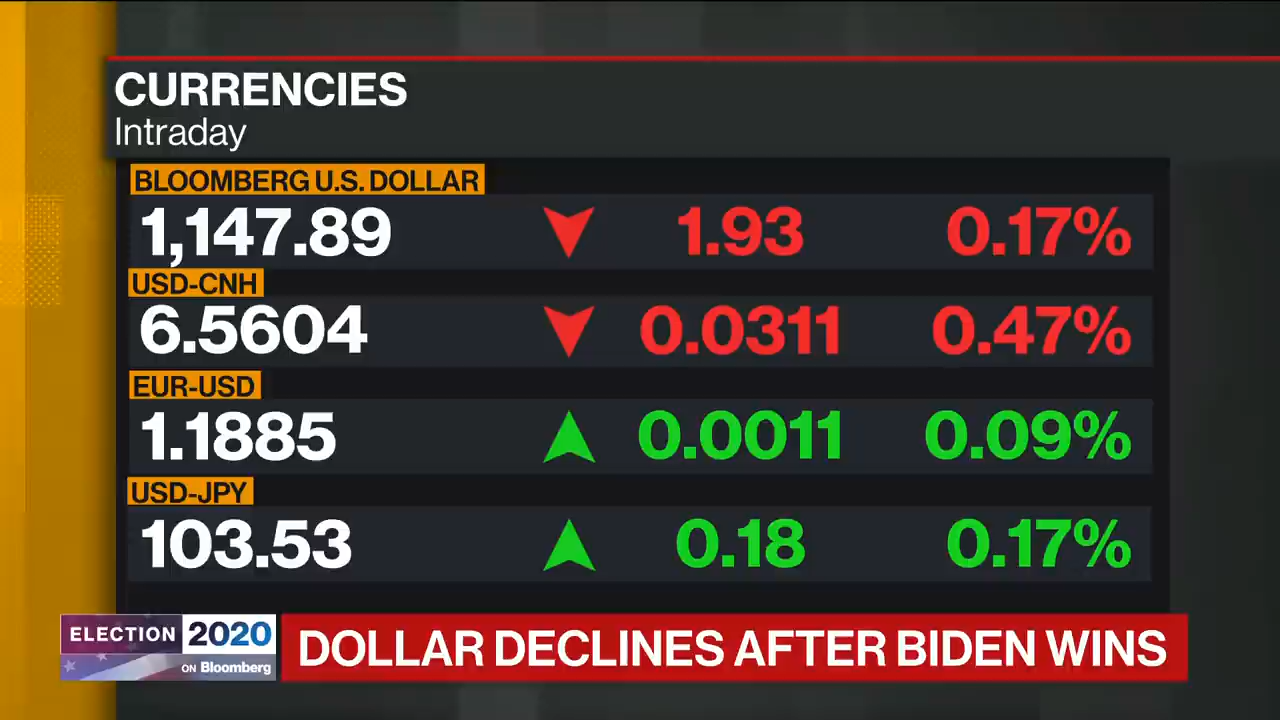 CURRENCIES
Intraday
BLOOMBERG U.S. DOLLAR
1,147.89 1.93 0.17%
USD-CNH
6.5604 0.0311 0.47%
EUR-USD
1.1885 0.0011 0.09%
USD-JPY
103.53 0.18 0.17%
ELECTION 2020
ON Bloomberg
DOLLAR DECLINES AFTER BIDEN WINS